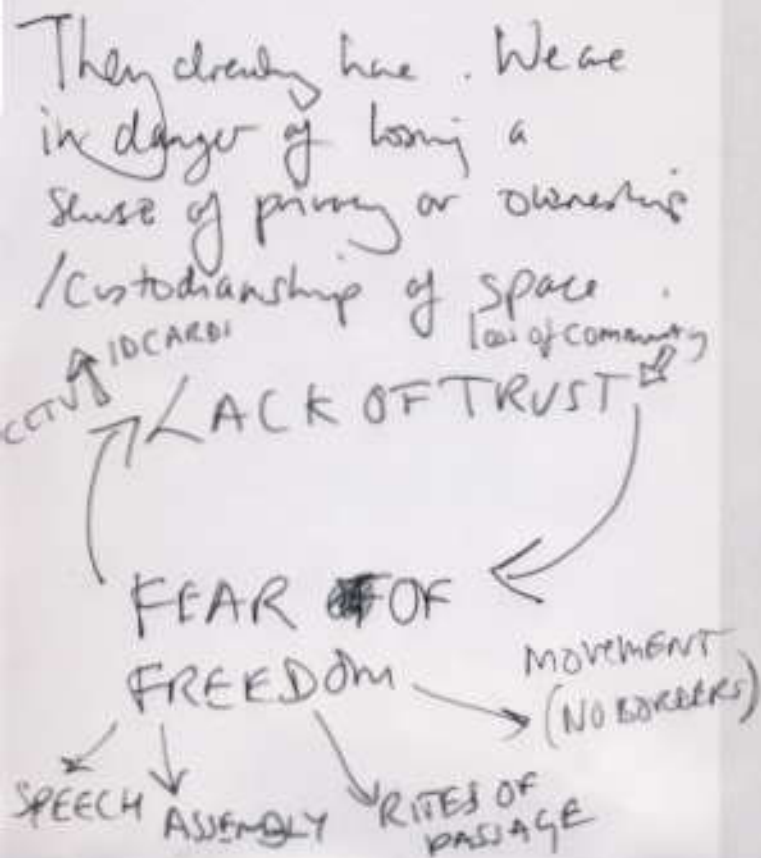 They already have. We are
in danger of loosing a
sense of privacy or ownership
/custodianship of space.
IDCARDS
loss of community
CCTV
LACK OF TRUST
FEAR OF
FREEDOM
MOVEMENT
(NO BORDERS)
SPEECH
ASSEMBLY
RITES OF
PASSAGE